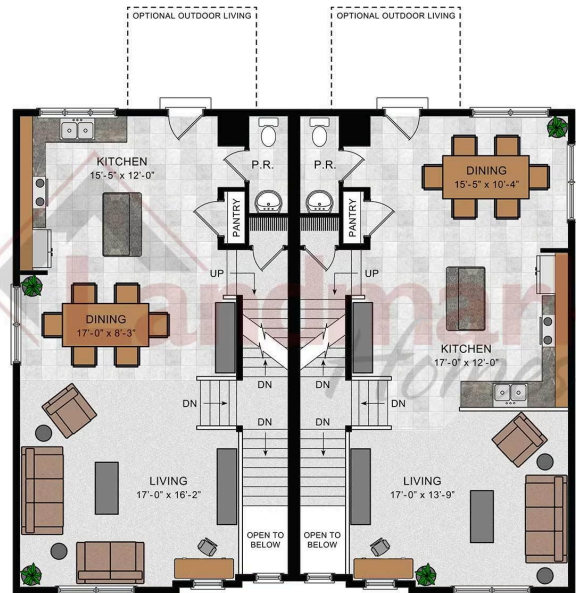 OPTIONAL OUTDOOR LIVING
OPTIONAL OUTDOOR LIVING
KITCHEN
15'-5" x 12'-0"
P.R.
PANTRY
UP
DINING
17'-0" x 8'-3"
DN
DN
DN
LIVING
17'-0" x 16'-2"
OPEN TO
BELOW
P.R.
PANTRY
DINING
15'-5" x 10'-4"
UP
KITCHEN
17'-0" x 12'-0"
DN
DN
DN
LIVING
17'-0" x 13'-9"
OPEN TO
BELOW
Landmark
Homes